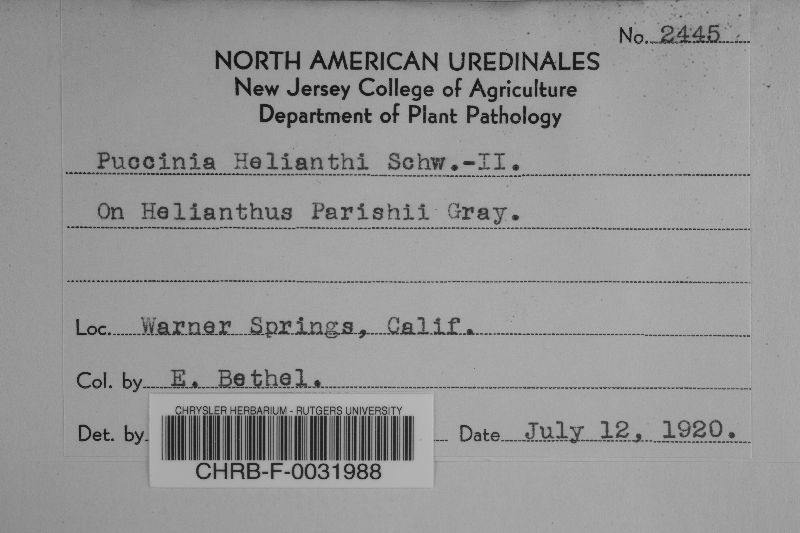 No. 2445
NORTH AMERICAN UREDINALES
New Jersey College of Agriculture
Department of Plant Pathology
Puccinia Helianthi Schw.-II.
On Helianthus Parishii Gray.
Loc. Warner Springs, Calif.
Col. by E. Bethel.
Det. by Date July 12, 1920.
CHRYSLER HERBARIUM - RUTGERS UNIVERSITY
CHRB-F-0031988